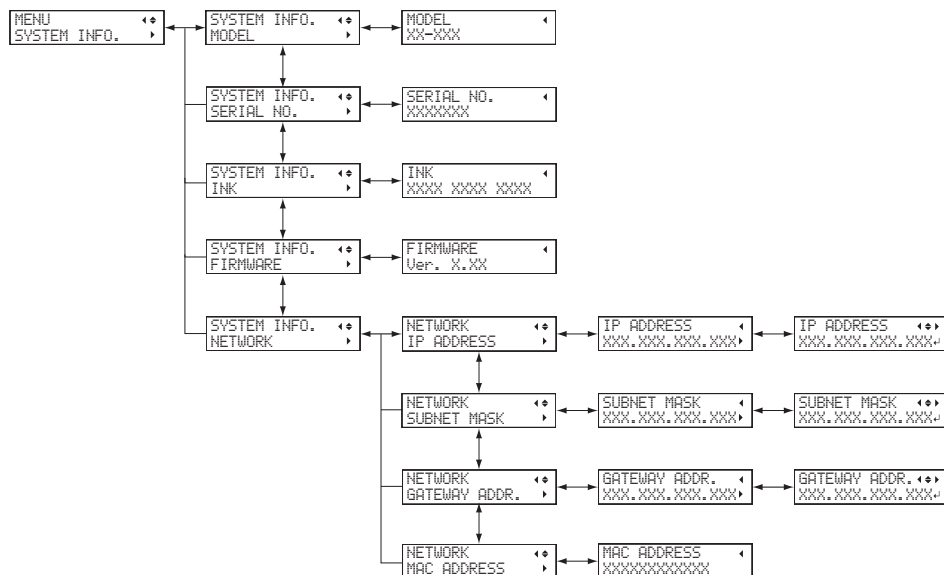 MENU
SYSTEM INFO.
SYSTEM INFO.
MODEL
MODEL
XX-XXX
SYSTEM INFO.
SERIAL NO.
SERIAL NO.
XXXXXXX
SYSTEM INFO.
INK
INK
XXXX XXXX XXXX
SYSTEM INFO.
FIRMWARE
FIRMWARE
Ver. X.XX
SYSTEM INFO.
NETWORK
NETWORK
IP ADDRESS
IP ADDRESS
XXX.XXX.XXX.XXX
IP ADDRESS
XXX.XXX.XXX.XXX
NETWORK
SUBNET MASK
SUBNET MASK
XXX.XXX.XXX.XXX
SUBNET MASK
XXX.XXX.XXX.XXX
NETWORK
GATEWAY ADDR.
GATEWAY ADDR.
XXX.XXX.XXX.XXX
GATEWAY ADDR.
XXX.XXX.XXX.XXX
NETWORK
MAC ADDRESS
MAC ADDRESS
XXXXXXXXXXXX